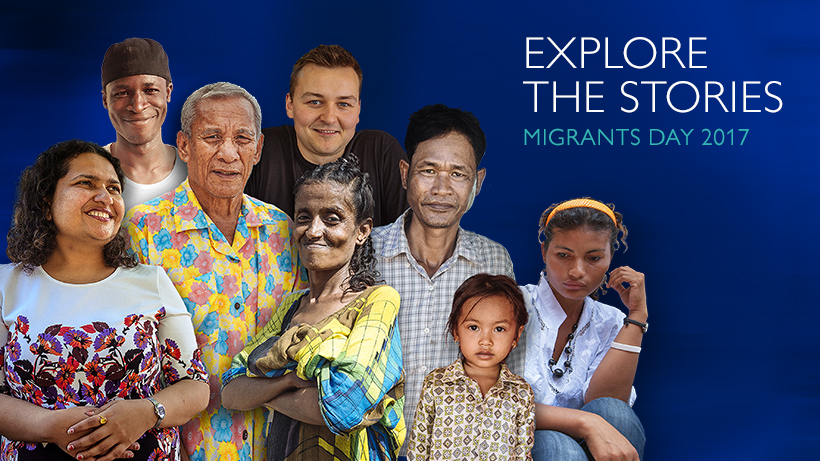 EXPLORE
THE STORIES
MIGRANTS DAY 2017